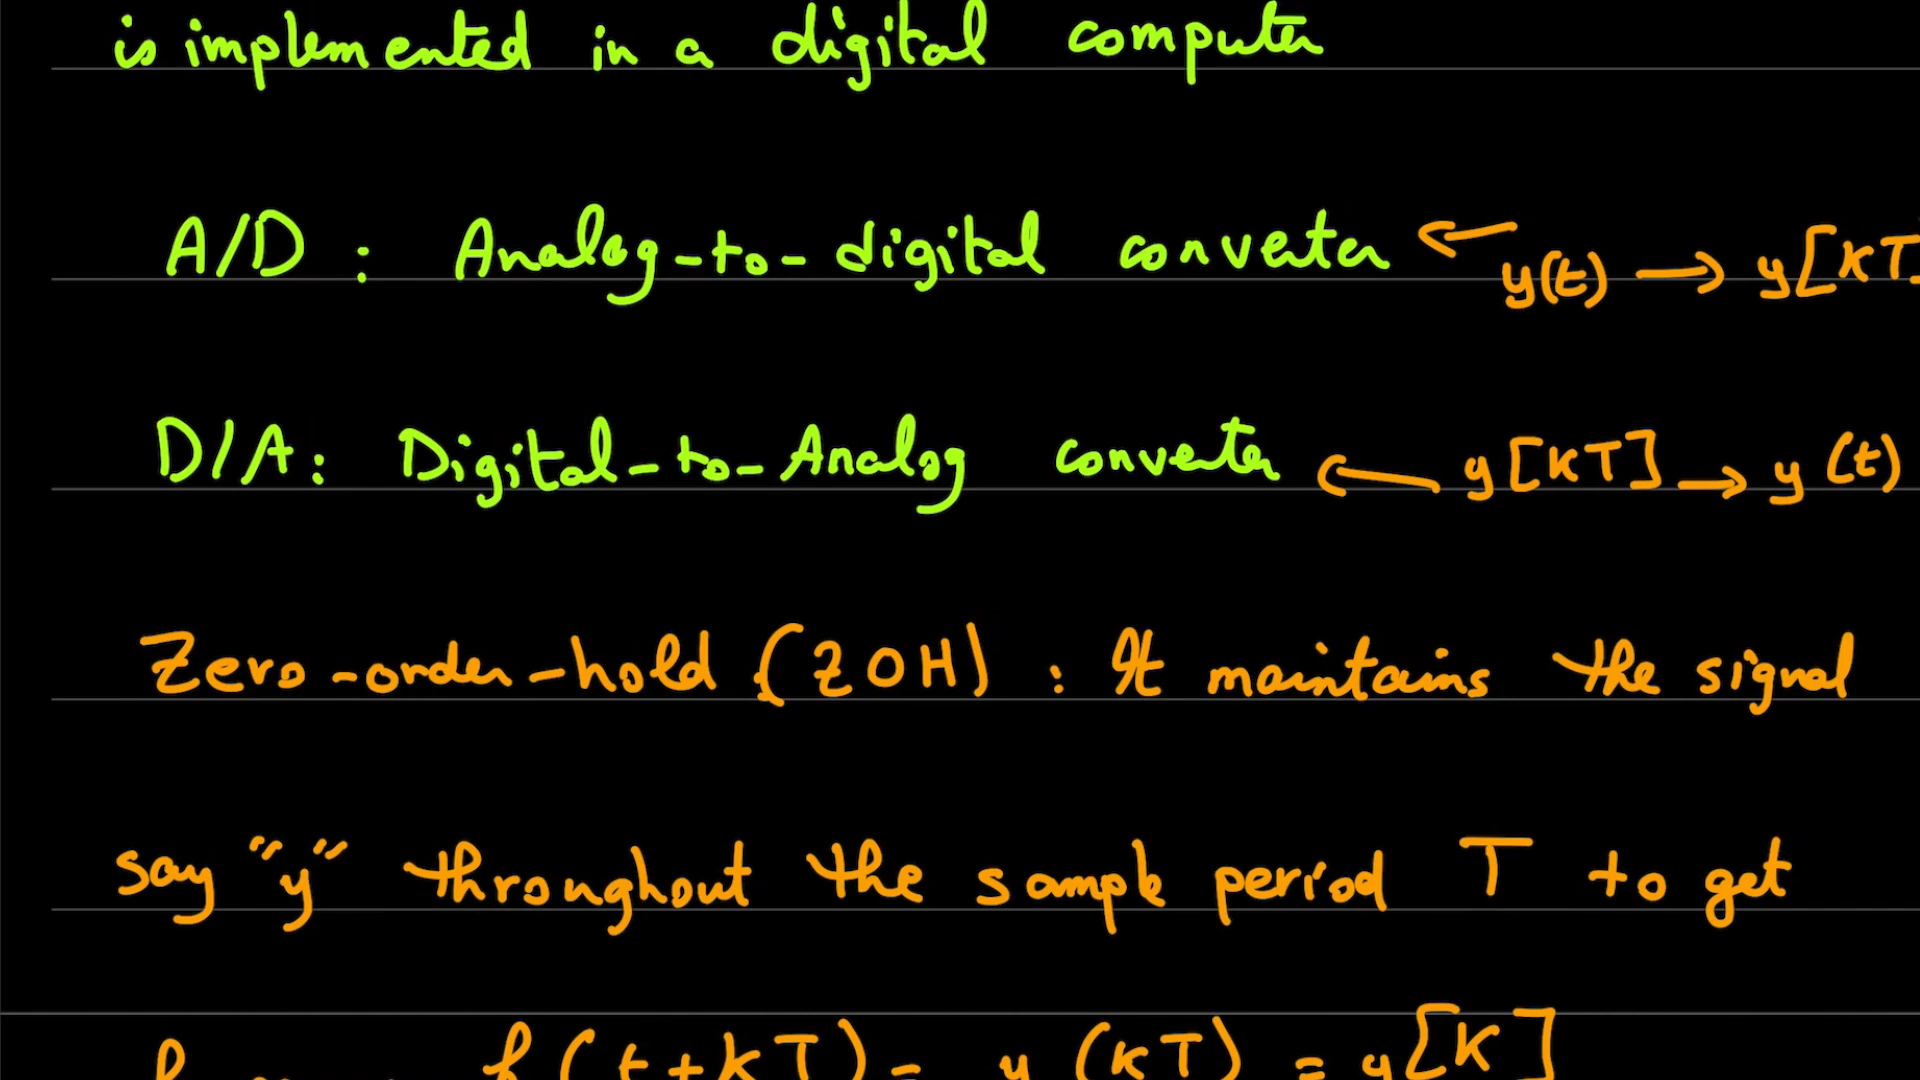 is implemented in a digital computer
A/D : Analog-to-digital converter ← y(t) → y[KT]
D/A : Digital-to-Analog converter ← y[KT] → y(t)
Zero-order-hold (ZOH) : It maintains the signal
say "y" throughout the sample period T to get
h(t+kT) = y(KT) = y[K]